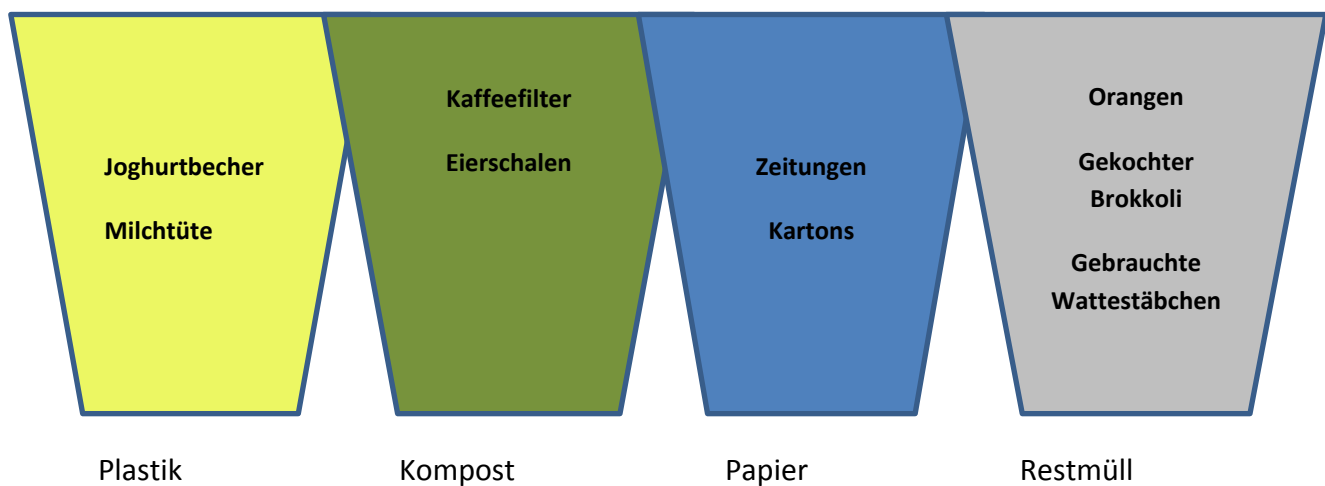 Joghurtbecher
Milchtüte
Kaffeefilter
Eierschalen
Zeitungen
Kartons
Orangen
Gekochter
Brokkoli
Gebrauchte
Wattestäbchen
Plastik
Kompost
Papier
Restmüll